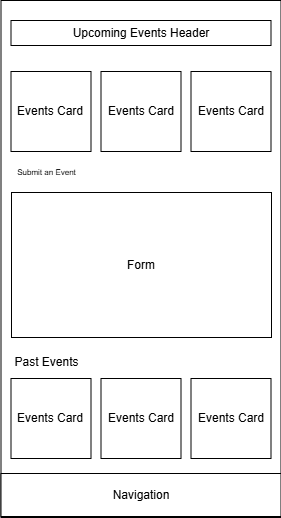 Upcoming Events Header
Events Card Events Card Events Card
Submit an Event
Form
Past Events
Events Card Events Card Events Card
Navigation